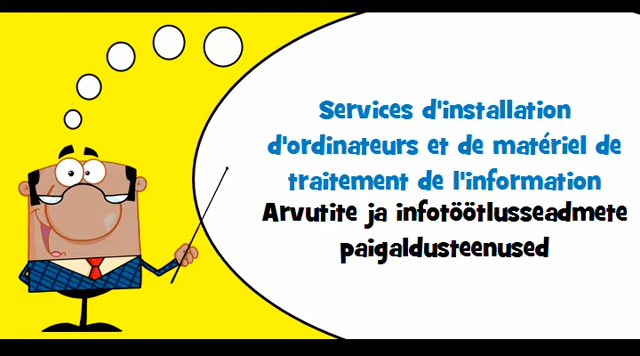 Services d'installation
d'ordinateurs et de matériel de
traitement de l'information
Arvutite ja infotöötlusseadmete
paigaldusteenused